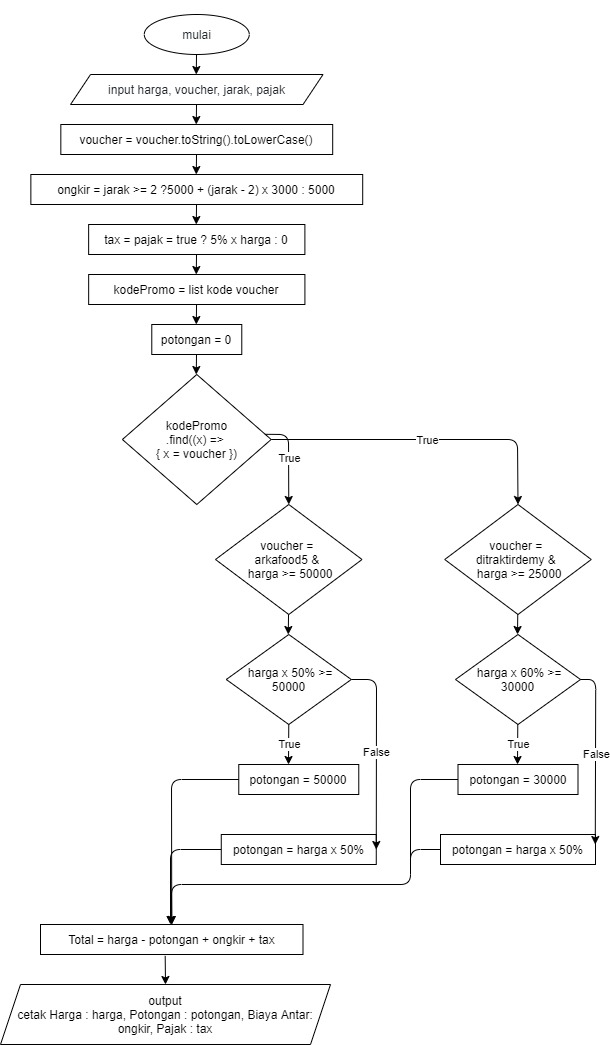 mulai
input harga, voucher, jarak, pajak
voucher = voucher.toString().toLowerCase()
ongkir = jarak >= 2 ?5000 + (jarak - 2) x 3000 : 5000
tax = pajak = true ? 5% x harga : 0
kodePromo = list kode voucher
potongan = 0
kodePromo
.find((x) =>
{ x = voucher })
True
True
voucher =
arkafood5 &
harga >= 50000
voucher =
ditraktirdemy &
harga >= 25000
harga x 50% >=
50000
harga x 60% >=
30000
True
False
True
False
potongan = 50000
potongan = 30000
potongan = harga x 50%
potongan = harga x 50%
Total = harga - potongan + ongkir + tax
output
cetak Harga : harga, Potongan : potongan, Biaya Antar:
ongkir, Pajak : tax